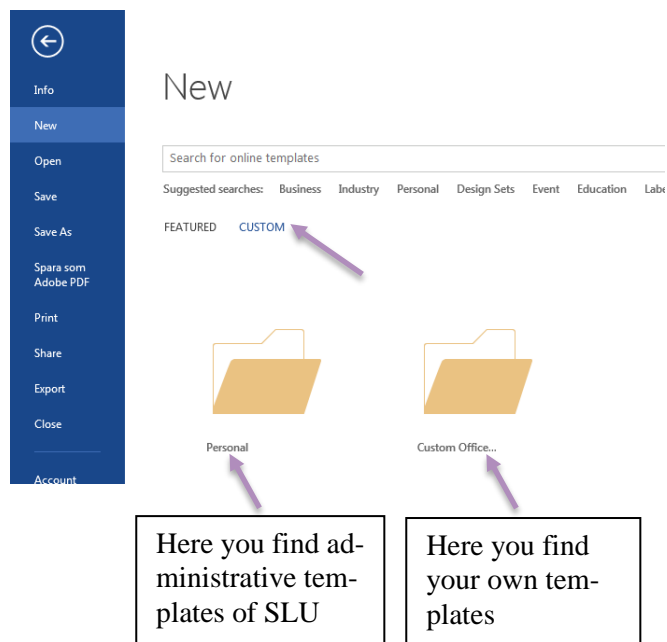 Info
New
Open
Save
Save As
Spara som
Adobe PDF
Print
Share
Export
Close
Account
New
Search for online templates
Suggested searches: Business Industry Personal Design Sets Event Education Labe
FEATURED CUSTOM
Personal
Custom Office...
Here you find ad-
ministrative tem-
plates of SLU
Here you find
your own tem-
plates